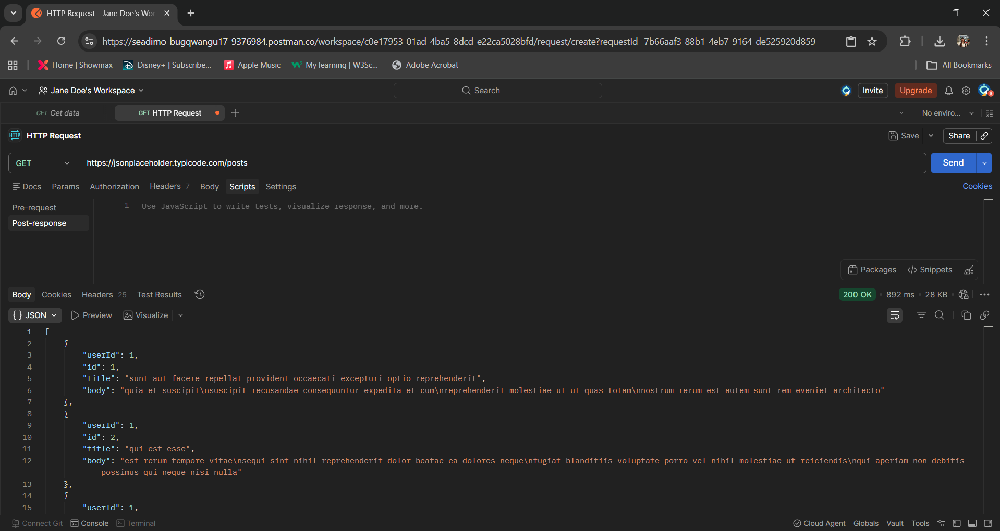 HTTP Request - Jane Doe's Wor
https://seadimo-bugqwangu17-9376984.postman.co/workspace/c0e17953-01ad-4ba5-8dcd-e22ca5028bfd/request/create?requestId=7b66aaf3-88b1-4eb7-9164-de525920d859
Home | Showmax Disney+ | Subscribe... Apple Music My learning | W3Sc... Adobe Acrobat All Bookmarks
Jane Doe's Workspace Search Invite Upgrade
GET Get data GET HTTP Request No enviro...
HTTP HTTP Request Save Share
GET https://jsonplaceholder.typicode.com/posts Send
Docs Params Authorization Headers 7 Body Scripts Settings Cookies
Pre-request 1 Use JavaScript to write tests, visualize response, and more.
Post-response
Packages </> Snippets
Body Cookies Headers 25 Test Results 200 OK • 892 ms • 28 KB •
{} JSON Preview Visualize
1 [
2 {
3 "userId": 1,
4 "id": 1,
5 "title": "sunt aut facere repellat provident occaecati excepturi optio reprehenderit",
6 "body": "quia et suscipit\nsuscipit recusandae consequuntur expedita et cum\nreprehenderit molestiae ut ut quas totam\nnostrum rerum est autem sunt rem eveniet architecto"
7 },
8 {
9 "userId": 1,
10 "id": 2,
11 "title": "qui est esse",
12 "body": "est rerum tempore vitae\nsequi sint nihil reprehenderit dolor beatae ea dolores neque\nfugiat blanditiis voluptate porro vel nihil molestiae ut reiciendis\nqui aperiam non debitis
possimus qui neque nisi nulla"
13 },
14 {
15 "userId": 1,
Connect Git Console Terminal Cloud Agent Globals Vault Tools